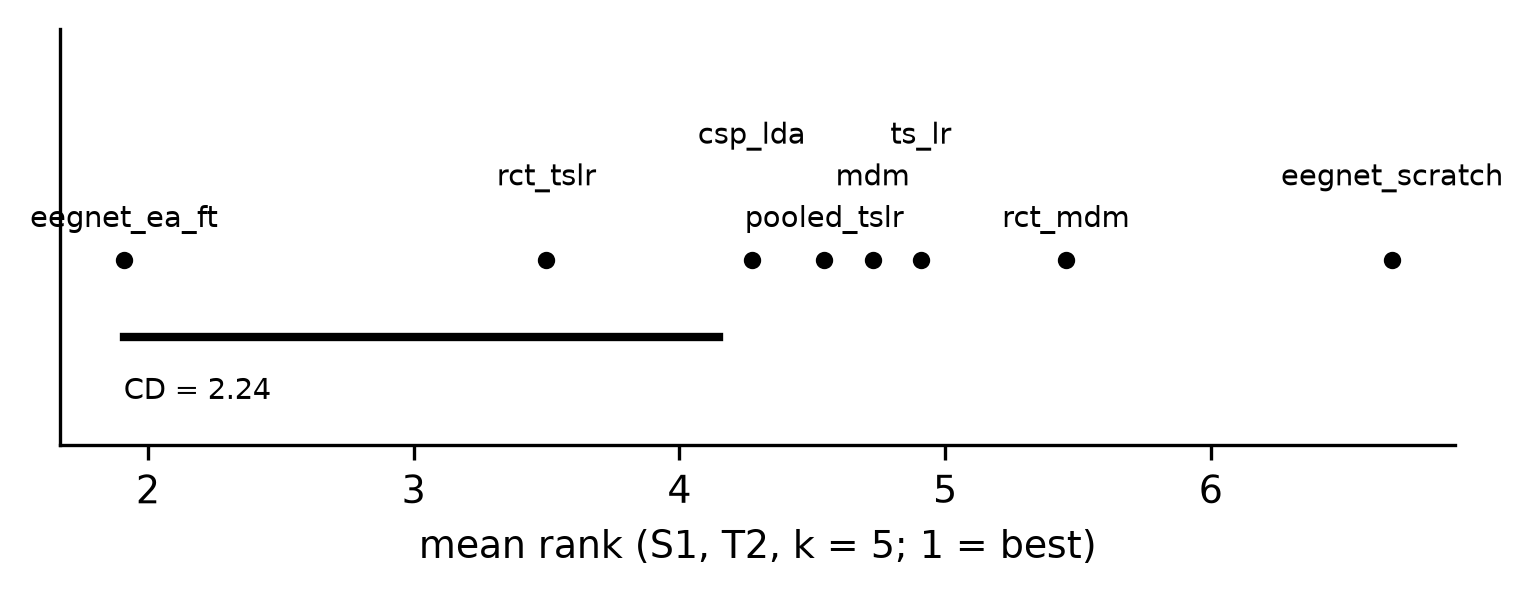 csp_lda ts_lr
rct_tslr mdm eegnet_scratch
eegnet_ea_ft pooled_tslr rct_mdm
CD = 2.24
2 3 4 5 6
mean rank (S1, T2, k = 5; 1 = best)